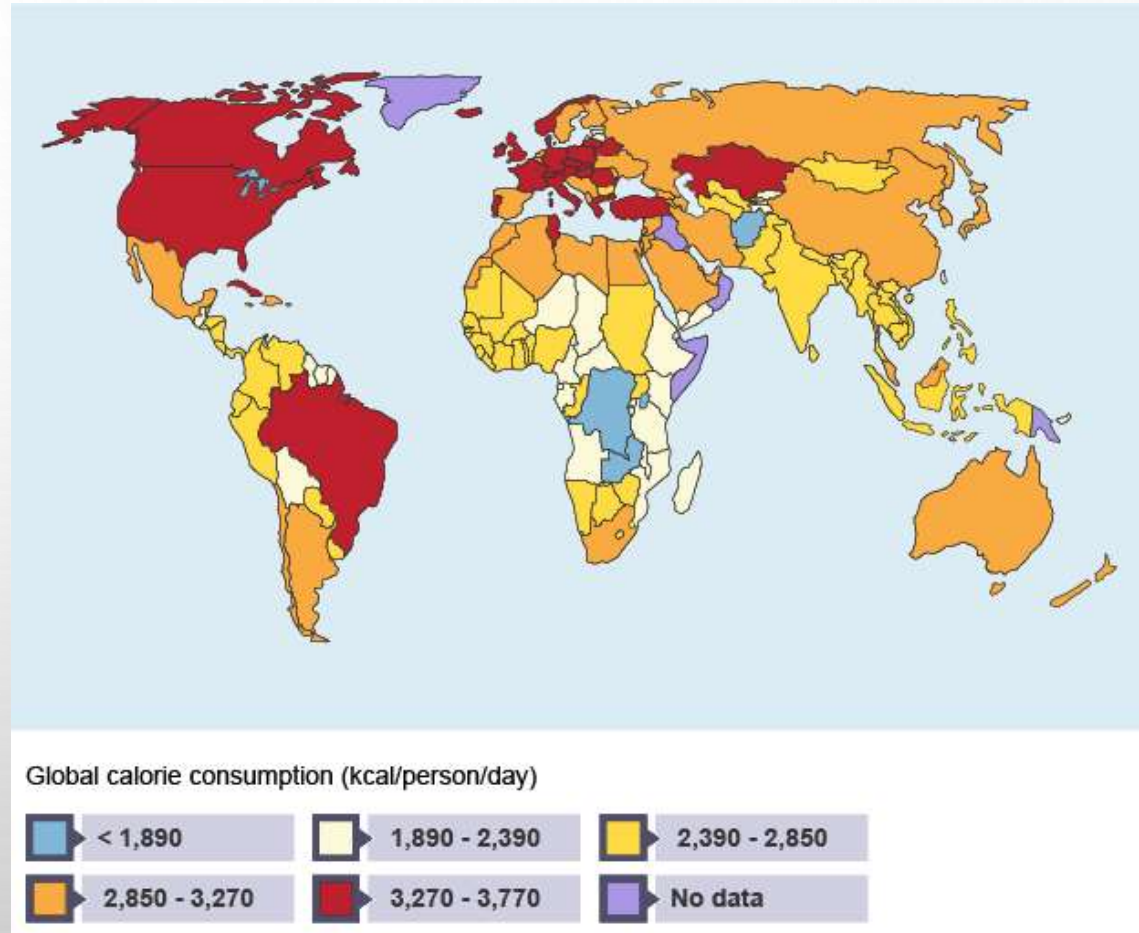 Global calorie consumption (kcal/person/day)
< 1,890
1,890 - 2,390
2,390 - 2,850
2,850 - 3,270
3,270 - 3,770
No data